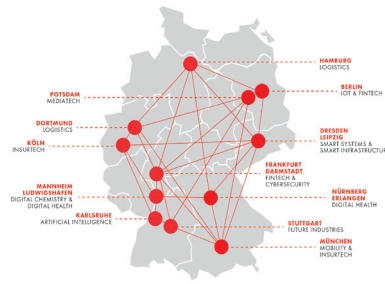 HAMBURG
LOGISTICS
BERLIN
IOT & FINTECH
POTSDAM
MEDIATECH
DORTMUND
LOGISTICS
KÖLN
INSURTECH
DRESDEN
LEIPZIG
SMART SYSTEMS &
SMART INFRASTRUCTUR
FRANKFURT
DARMSTADT
FINTECH &
CYBERSECURITY
MANNHEIM
LUDWIGSHAFEN
DIGITAL CHEMISTRY &
DIGITAL HEALTH
NÜRNBERG
ERLANGEN
DIGITAL HEALTH
KARLSRUHE
ARTIFICIAL INTELLIGENCE
STUTTGART
FUTURE INDUSTRIES
MÜNCHEN
MOBILITY &
INSURTECH